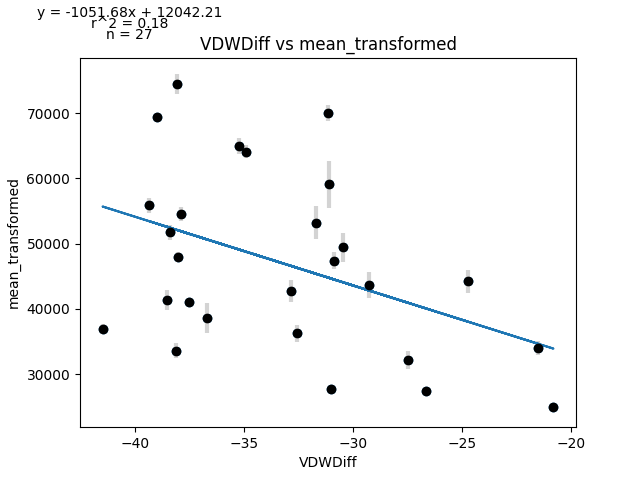 y = -1051.68x + 12042.21
r^2 = 0.18
n = 27
VDWDiff vs mean_transformed
mean_transformed
70000
60000
50000
40000
30000
−40
−35
−30
−25
−20
VDWDiff